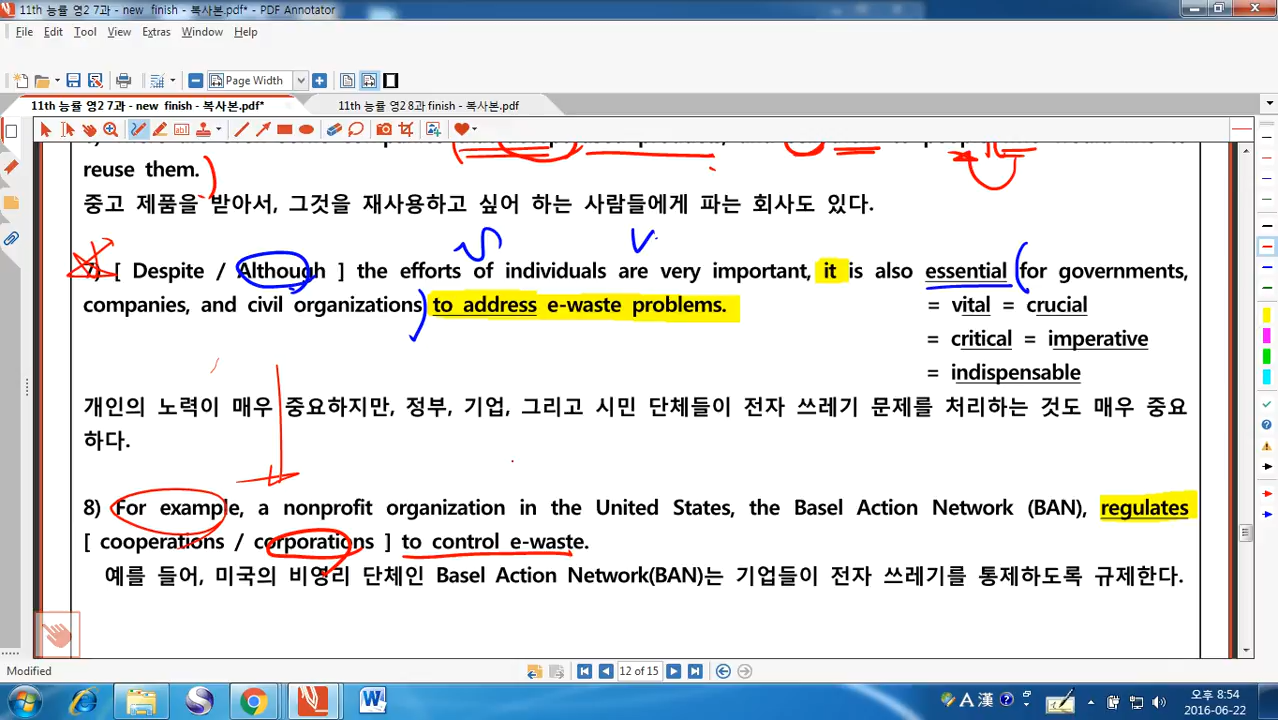 11th 능률 영2 7과 - new  finish - 복사본.pdf* - PDF Annotator
File Edit Tool View Extras Window Help
Page Width
11th 능률 영2 7과 - new finish - 복사본.pdf* 11th 능률 영2 8과 finish - 복사본.pdf
reuse them.
중고 제품을 받아서, 그것을 재사용하고 싶어 하는 사람들에게 파는 회사도 있다.
S V
7) [ Despite / Although ] the efforts of individuals are very important, it is also essential for governments,
companies, and civil organizations to address e-waste problems. = vital = crucial
= critical = imperative
= indispensable
개인의 노력이 매우 중요하지만, 정부, 기업, 그리고 시민 단체들이 전자 쓰레기 문제를 처리하는 것도 매우 중요
하다.
8) For example, a nonprofit organization in the United States, the Basel Action Network (BAN), regulates
[ cooperations / corporations ] to control e-waste.
예를 들어, 미국의 비영리 단체인 Basel Action Network(BAN)는 기업들이 전자 쓰레기를 통제하도록 규제한다.
Modified 12 of 15
A 漢 오후 8:54
2016-06-22